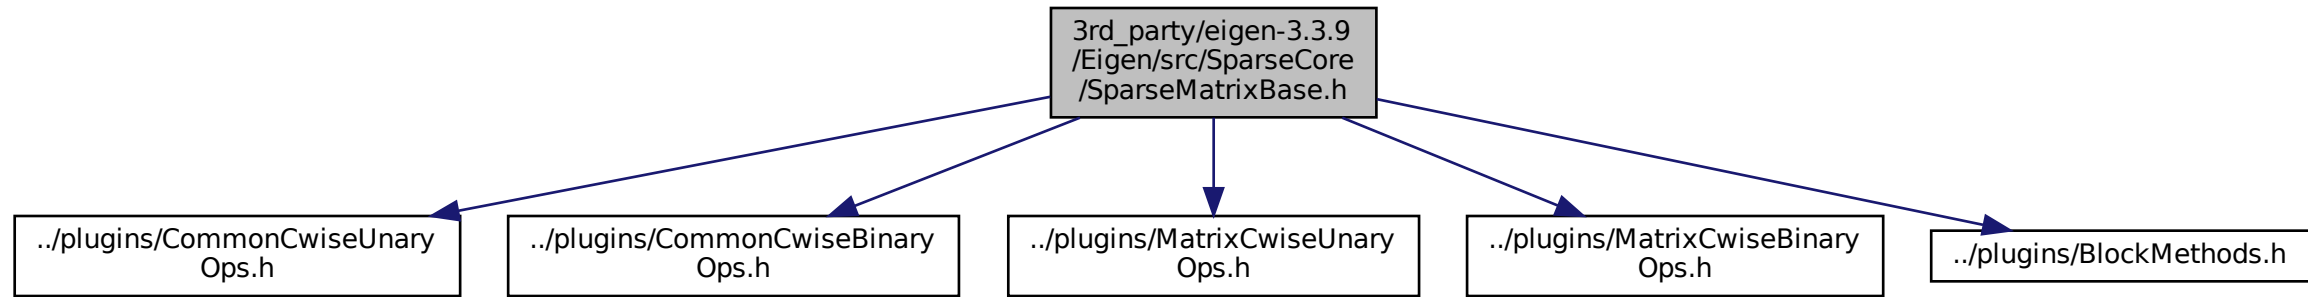 3rd_party/eigen-3.3.9
/Eigen/src/SparseCore
/SparseMatrixBase.h
../plugins/CommonCwiseUnary
Ops.h
../plugins/CommonCwiseBinary
Ops.h
../plugins/MatrixCwiseUnary
Ops.h
../plugins/MatrixCwiseBinary
Ops.h
../plugins/BlockMethods.h